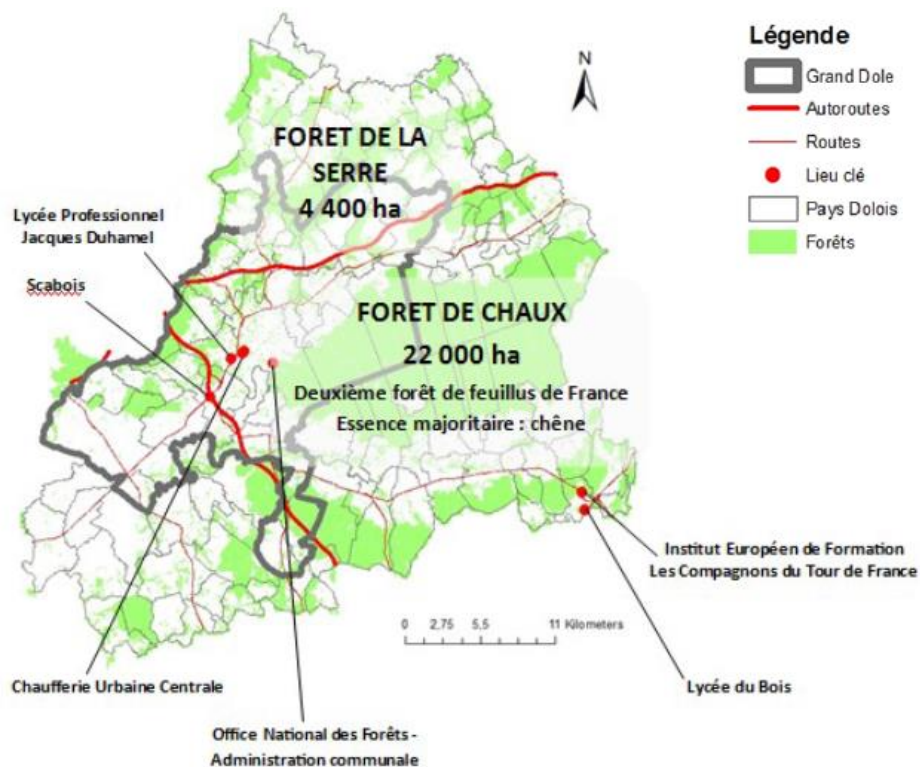 Légende
Grand Dole
Autoroutes
Routes
Lieu clé
Pays Dolois
Forêts
N
FORET DE LA
SERRE
4 400 ha
Lycée Professionnel
Jacques Duhamel
Scabois
FORET DE CHAUX
22 000 ha
Deuxième forêt de feuillus de France
Essence majoritaire : chêne
Institut Européen de Formation
Les Compagnons du Tour de France
0 2,75 5,5 11 Kilometers
Chaufferie Urbaine Centrale
Lycée du Bois
Office National des Forêts -
Administration communale